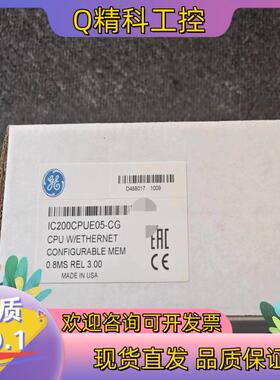 Q精科工控
D488017 1009
IC200CPUE05-CG
CPU W/ETHERNET
CONFIGURABLE MEM
0.8MS REL 3.00
MADE IN USA
EAC
CE
质
O.1
欢迎咨询可开发票
现货直发 品质保证